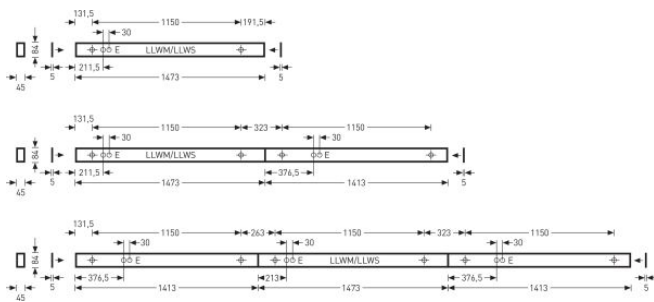 131,5 1150 191,5
30
84 E LLWM/LLWS
5 211,5 5
45 1473
131,5 1150 323 1150
30 30
84 E LLWM/LLWS E
5 211,5 376,5 5
45 1473 1413
131,5 1150 263 1150 323 1150
30 30 30
84 E E LLWM/LLWS E
5 376,5 213 376,5 5
45 1413 1473 1413